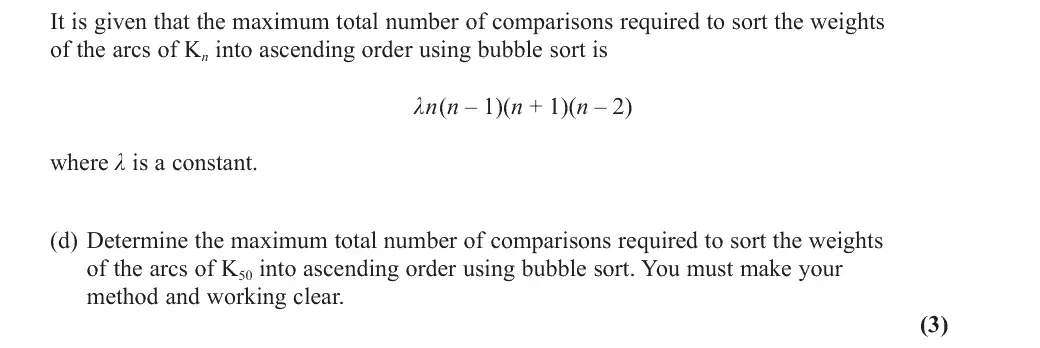 It is given that the maximum total number of comparisons required to sort the weights
of the arcs of Kₙ into ascending order using bubble sort is
λn(n – 1)(n + 1)(n – 2)
where λ is a constant.
(d) Determine the maximum total number of comparisons required to sort the weights
of the arcs of K₅₀ into ascending order using bubble sort. You must make your
method and working clear.
(3)